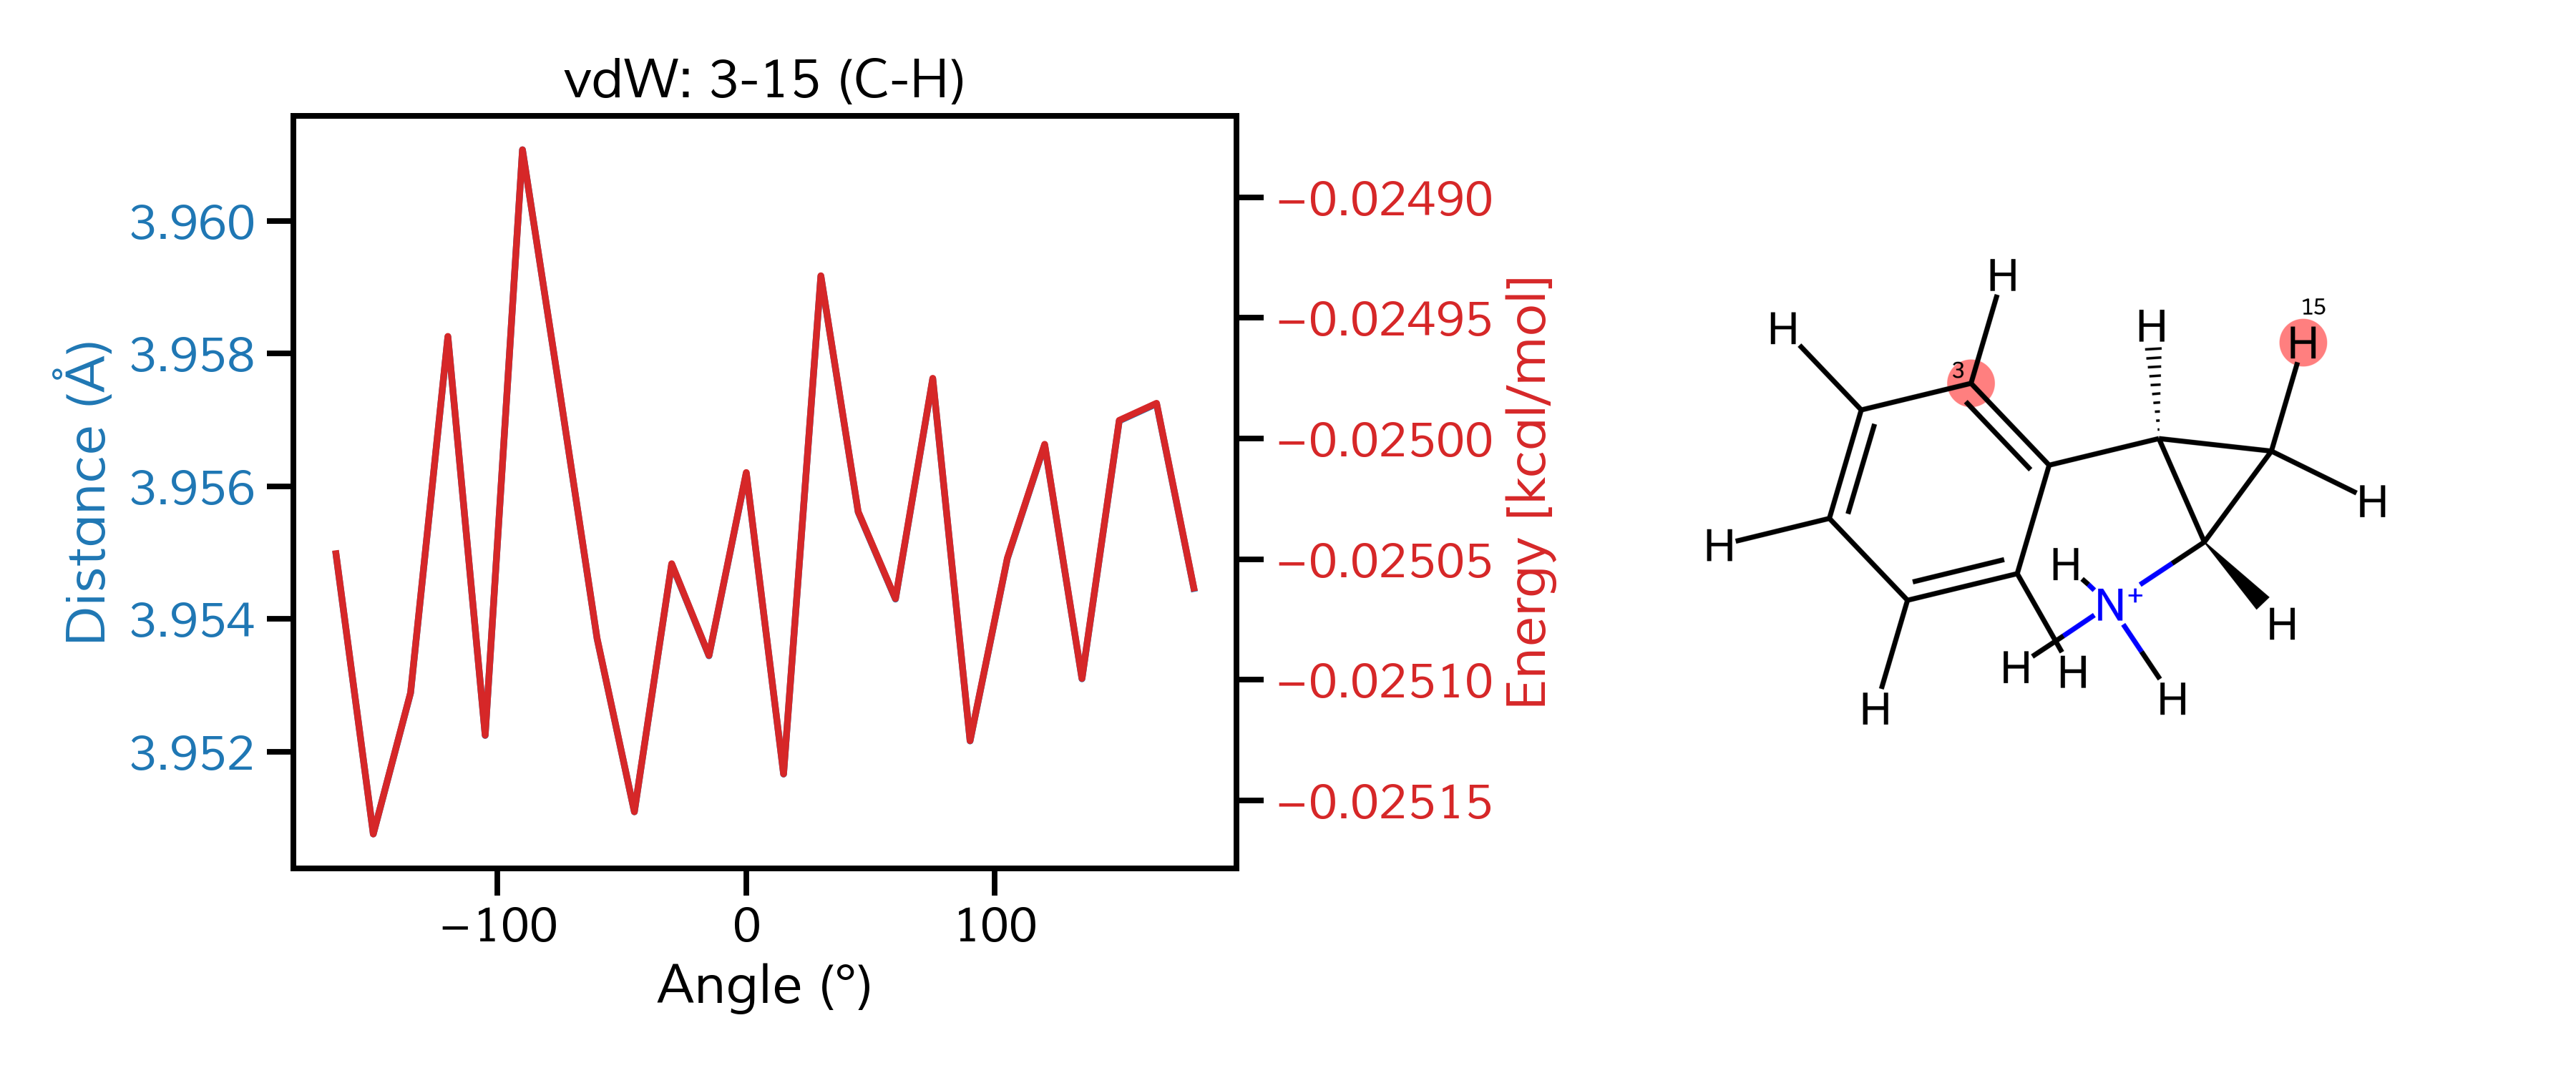 vdW: 3-15 (C-H)
Distance (Å)
3.960
3.958
3.956
3.954
3.952
−0.02490
−0.02495
−0.02500
−0.02505
−0.02510
−0.02515
Energy [kcal/mol]
−100
0
100
Angle (°)
H
15
H
H
H
3
H
H
H
N+
H
H
H
H
H